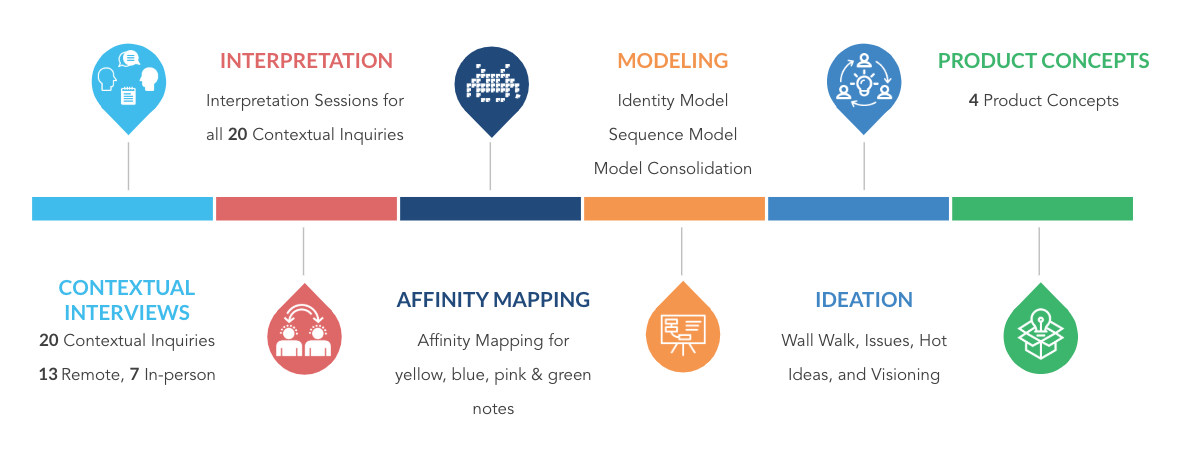 CONTEXTUAL
INTERVIEWS
20 Contextual Inquiries
13 Remote, 7 In-person
INTERPRETATION
Interpretation Sessions for
all 20 Contextual Inquiries
AFFINITY MAPPING
Affinity Mapping for
yellow, blue, pink & green
notes
MODELING
Identity Model
Sequence Model
Model Consolidation
IDEATION
Wall Walk, Issues, Hot
Ideas, and Visioning
PRODUCT CONCEPTS
4 Product Concepts